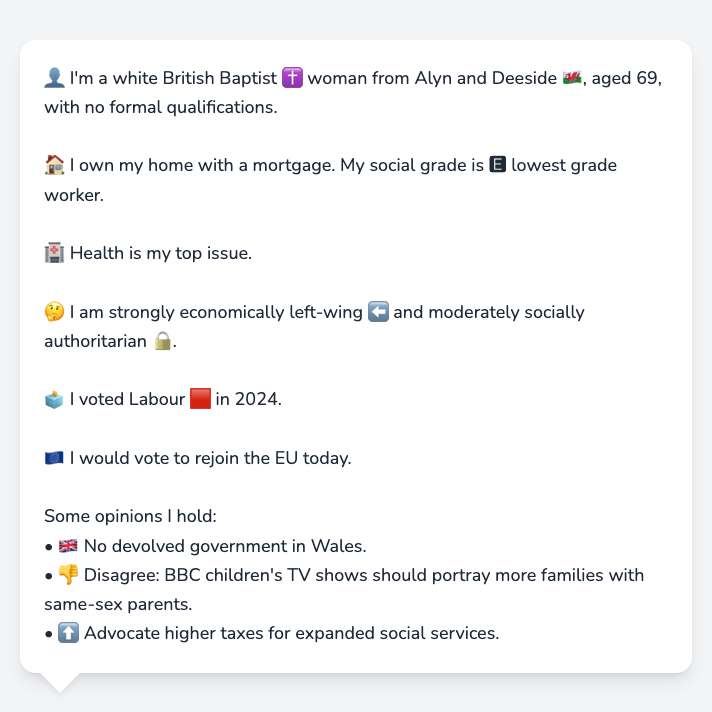 👤 I'm a white British Baptist ✝️ woman from Alyn and Deeside 🏴󠁧󠁢󠁷󠁬󠁳󠁿, aged 69,
with no formal qualifications.
🏠 I own my home with a mortgage. My social grade is 🅴 lowest grade
worker.
🏥 Health is my top issue.
🤔 I am strongly economically left-wing ⬅️ and moderately socially
authoritarian 🔒.
🗳️ I voted Labour 🟥 in 2024.
🇪🇺 I would vote to rejoin the EU today.
Some opinions I hold:
• 🇬🇧 No devolved government in Wales.
• 👎 Disagree: BBC children's TV shows should portray more families with
same-sex parents.
• ⬆️ Advocate higher taxes for expanded social services.